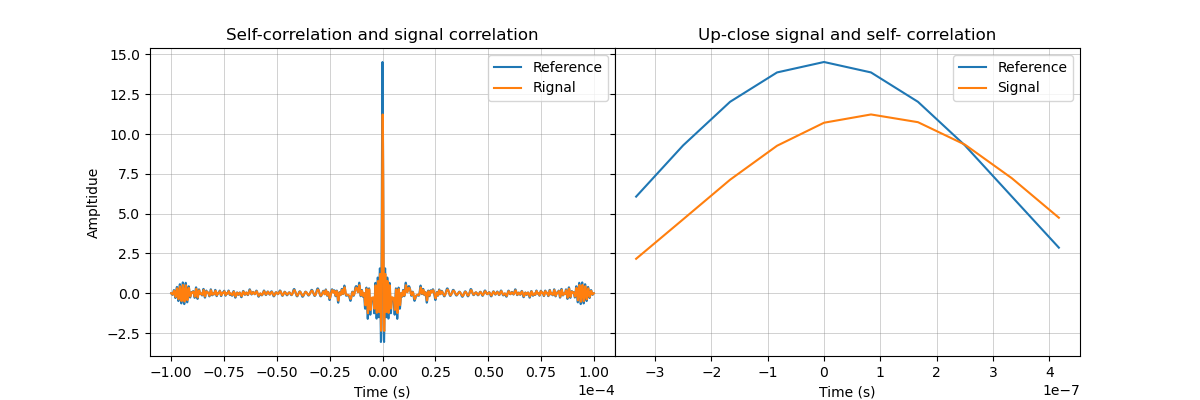 Self-correlation and signal correlation
Up-close signal and self- correlation
15.0
12.5
10.0
7.5
5.0
2.5
0.0
−2.5
Ampltidue
Reference
Rignal
Reference
Signal
−1.00 −0.75 −0.50 −0.25 0.00 0.25 0.50 0.75 1.00
1e−4
Time (s)
−3 −2 −1 0 1 2 3 4
1e−7
Time (s)